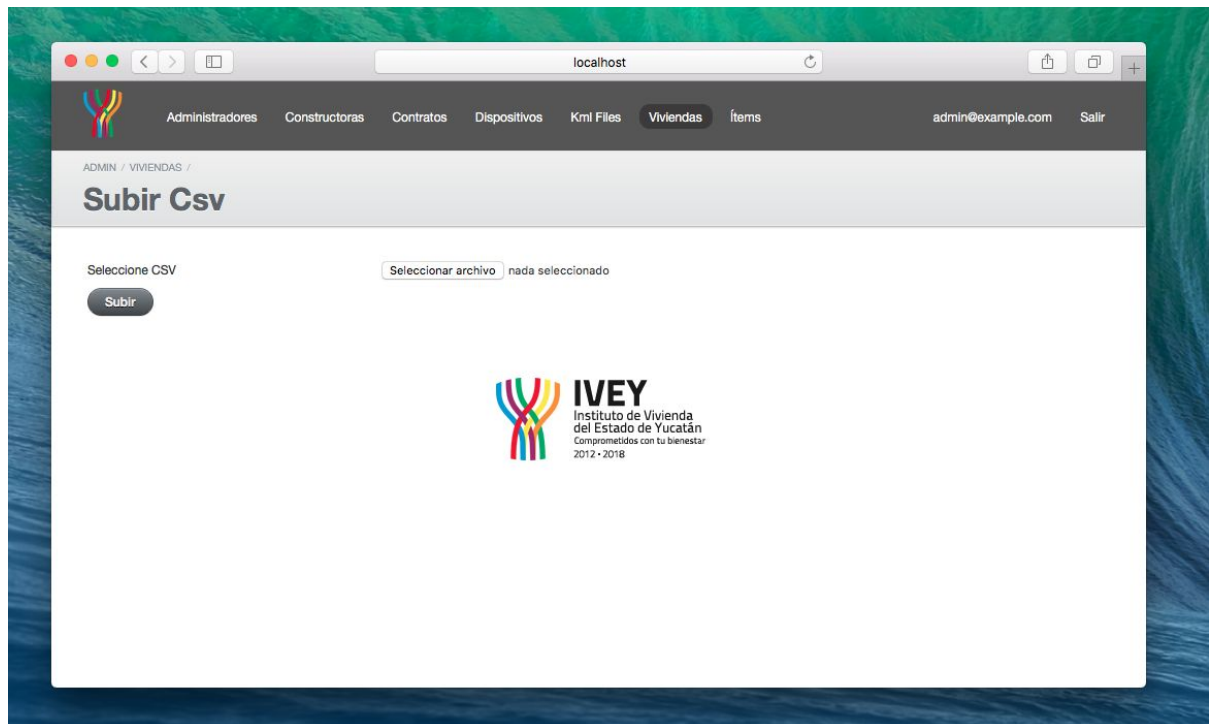 localhost
Administradores Constructoras Contratos Dispositivos Kml Files Viviendas Ítems admin@example.com Salir
ADMIN / VIVIENDAS /
Subir Csv
Seleccione CSV Seleccionar archivo nada seleccionado
Subir
IVEY
Instituto de Vivienda
del Estado de Yucatán
Comprometidos con tu bienestar
2012 • 2018